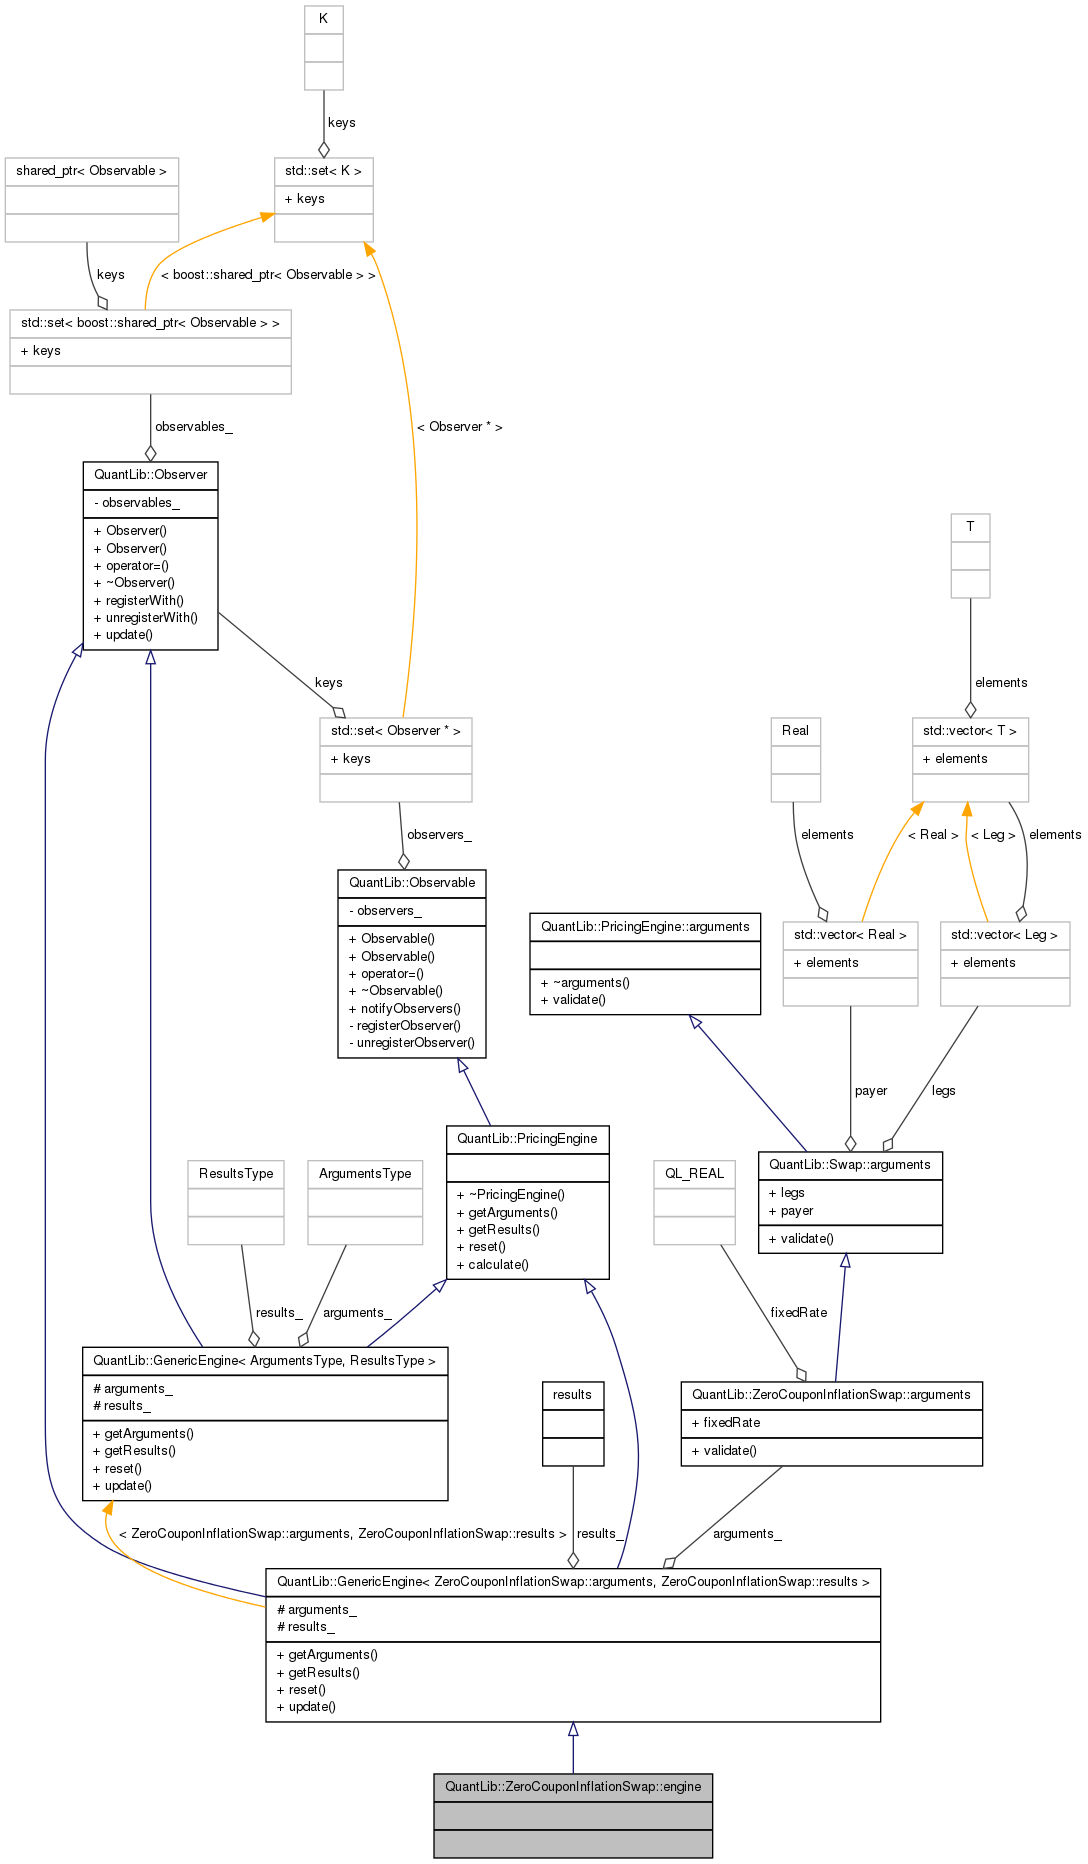 K
keys
shared_ptr< Observable >
std::set< K >
+ keys
keys
< boost::shared_ptr< Observable > >
std::set< boost::shared_ptr< Observable > >
+ keys
observables_
< Observer * >
QuantLib::Observer
- observables_
+ Observer()
+ Observer()
+ operator=()
+ ~Observer()
+ registerWith()
+ unregisterWith()
+ update()
T
keys
elements
std::set< Observer * >
+ keys
Real
std::vector< T >
+ elements
observers_
elements
< Real >
< Leg >
elements
QuantLib::Observable
- observers_
+ Observable()
+ Observable()
+ operator=()
+ ~Observable()
+ notifyObservers()
- registerObserver()
- unregisterObserver()
QuantLib::PricingEngine::arguments
+ ~arguments()
+ validate()
std::vector< Real >
+ elements
std::vector< Leg >
+ elements
payer
legs
QuantLib::PricingEngine
+ ~PricingEngine()
+ getArguments()
+ getResults()
+ reset()
+ calculate()
ResultsType
ArgumentsType
QL_REAL
QuantLib::Swap::arguments
+ legs
+ payer
+ validate()
results_
arguments_
fixedRate
QuantLib::GenericEngine< ArgumentsType, ResultsType >
# arguments_
# results_
+ getArguments()
+ getResults()
+ reset()
+ update()
results
QuantLib::ZeroCouponInflationSwap::arguments
+ fixedRate
+ validate()
< ZeroCouponInflationSwap::arguments, ZeroCouponInflationSwap::results >
results_
arguments_
QuantLib::GenericEngine< ZeroCouponInflationSwap::arguments, ZeroCouponInflationSwap::results >
# arguments_
# results_
+ getArguments()
+ getResults()
+ reset()
+ update()
QuantLib::ZeroCouponInflationSwap::engine